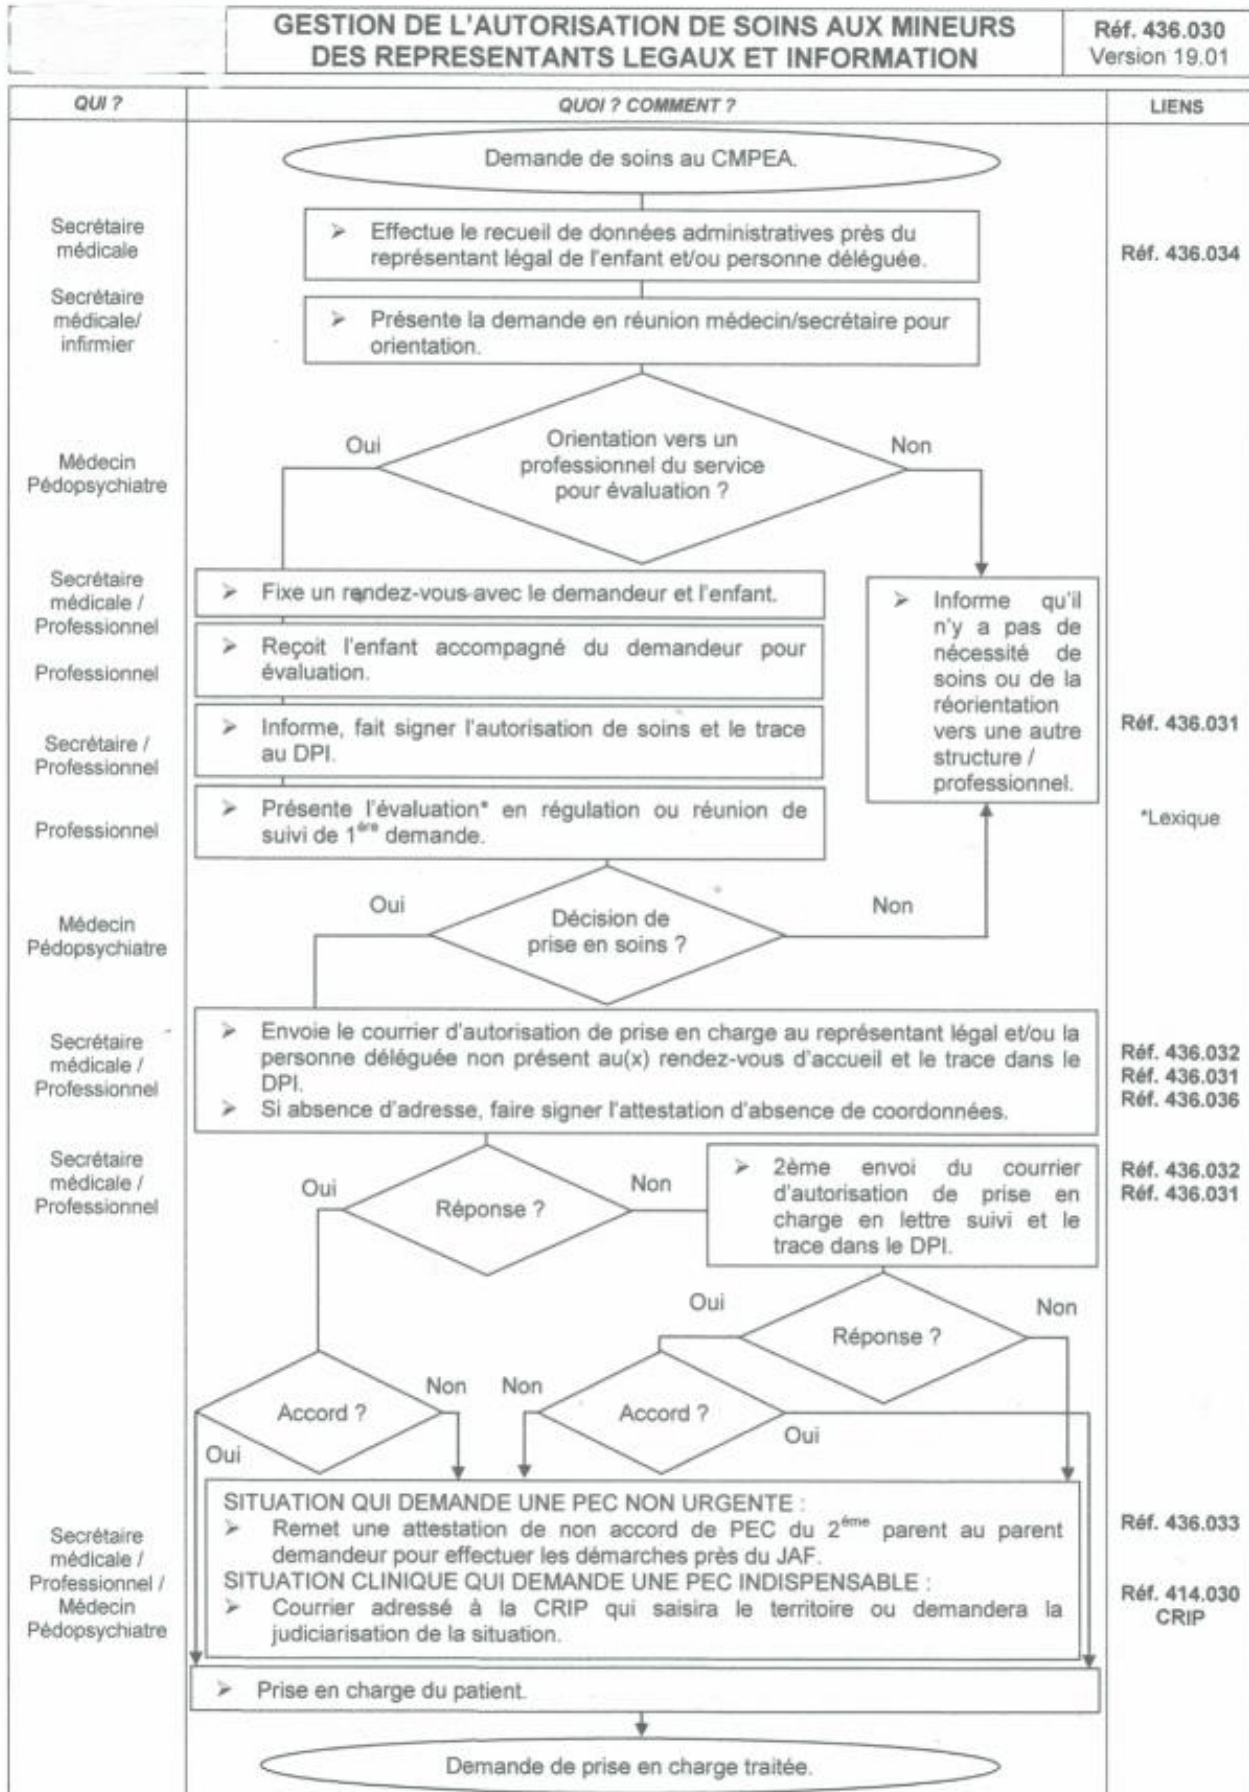 GESTION DE L'AUTORISATION DE SOINS AUX MINEURS
DES REPRESENTANTS LEGAUX ET INFORMATION
Réf. 436.030
Version 19.01
QUI ?
QUOI ? COMMENT ?
LIENS
Demande de soins au CMPEA.
Secrétaire
médicale
➢ Effectue le recueil de données administratives près du
représentant légal de l'enfant et/ou personne déléguée.
Réf. 436.034
Secrétaire
médicale/
infirmier
➢ Présente la demande en réunion médecin/secrétaire pour
orientation.
Médecin
Pédopsychiatre
Oui
Orientation vers un
professionnel du service
pour évaluation ?
Non
Secrétaire
médicale /
Professionnel
➢ Fixe un rendez-vous avec le demandeur et l'enfant.
Professionnel
➢ Reçoit l'enfant accompagné du demandeur pour
évaluation.
➢ Informe qu'il
n'y a pas de
nécessité de
soins ou de la
réorientation
vers une autre
structure /
professionnel.
Secrétaire /
Professionnel
➢ Informe, fait signer l'autorisation de soins et le trace
au DPI.
Réf. 436.031
Professionnel
➢ Présente l'évaluation* en régulation ou réunion de
suivi de 1ère demande.
*Lexique
Médecin
Pédopsychiatre
Oui
Décision de
prise en soins ?
Non
Secrétaire
médicale /
Professionnel
➢ Envoie le courrier d'autorisation de prise en charge au représentant légal et/ou la
personne déléguée non présent au(x) rendez-vous d'accueil et le trace dans le
DPI.
➢ Si absence d'adresse, faire signer l'attestation d'absence de coordonnées.
Réf. 436.032
Réf. 436.031
Réf. 436.036
Secrétaire
médicale /
Professionnel
Oui
Réponse ?
Non
➢ 2ème envoi du courrier
d'autorisation de prise en
charge en lettre suivi et le
trace dans le DPI.
Réf. 436.032
Réf. 436.031
Oui
Réponse ?
Non
Accord ?
Non
Oui
Non
Accord ?
Oui
Secrétaire
médicale /
Professionnel /
Médecin
Pédopsychiatre
SITUATION QUI DEMANDE UNE PEC NON URGENTE :
➢ Remet une attestation de non accord de PEC du 2ème parent au parent
demandeur pour effectuer les démarches près du JAF.
SITUATION CLINIQUE QUI DEMANDE UNE PEC INDISPENSABLE :
➢ Courrier adressé à la CRIP qui saisira le territoire ou demandera la
judiciarisation de la situation.
Réf. 436.033
Réf. 414.030
CRIP
➢ Prise en charge du patient.
Demande de prise en charge traitée.